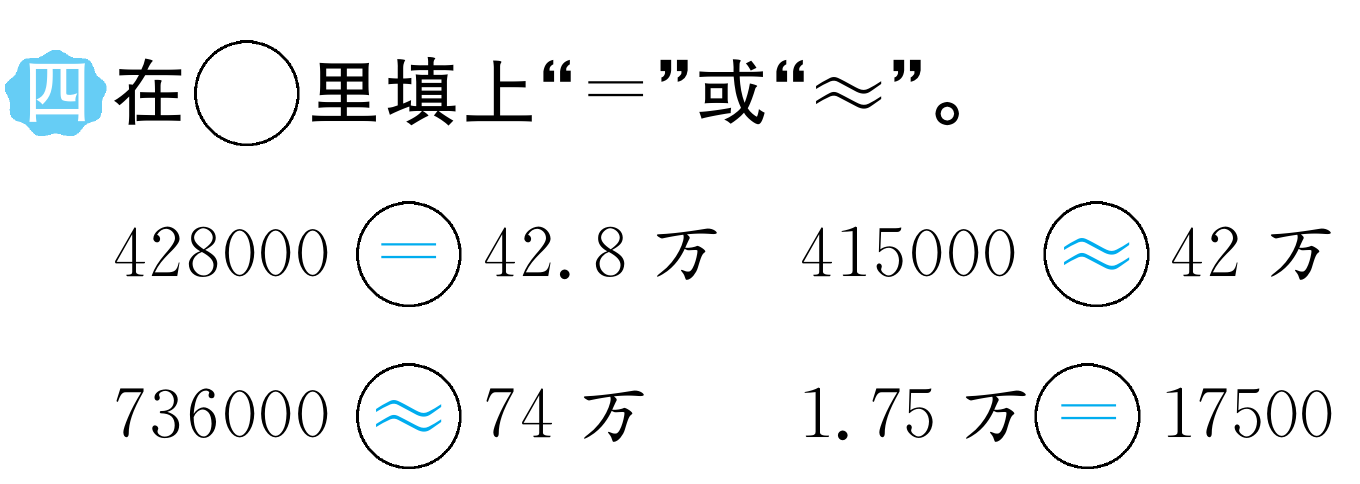 四 在○里填上“=”或“≈”。
428000 = 42.8 万 415000 ≈ 42 万
736000 ≈ 74 万 1.75 万 = 17500